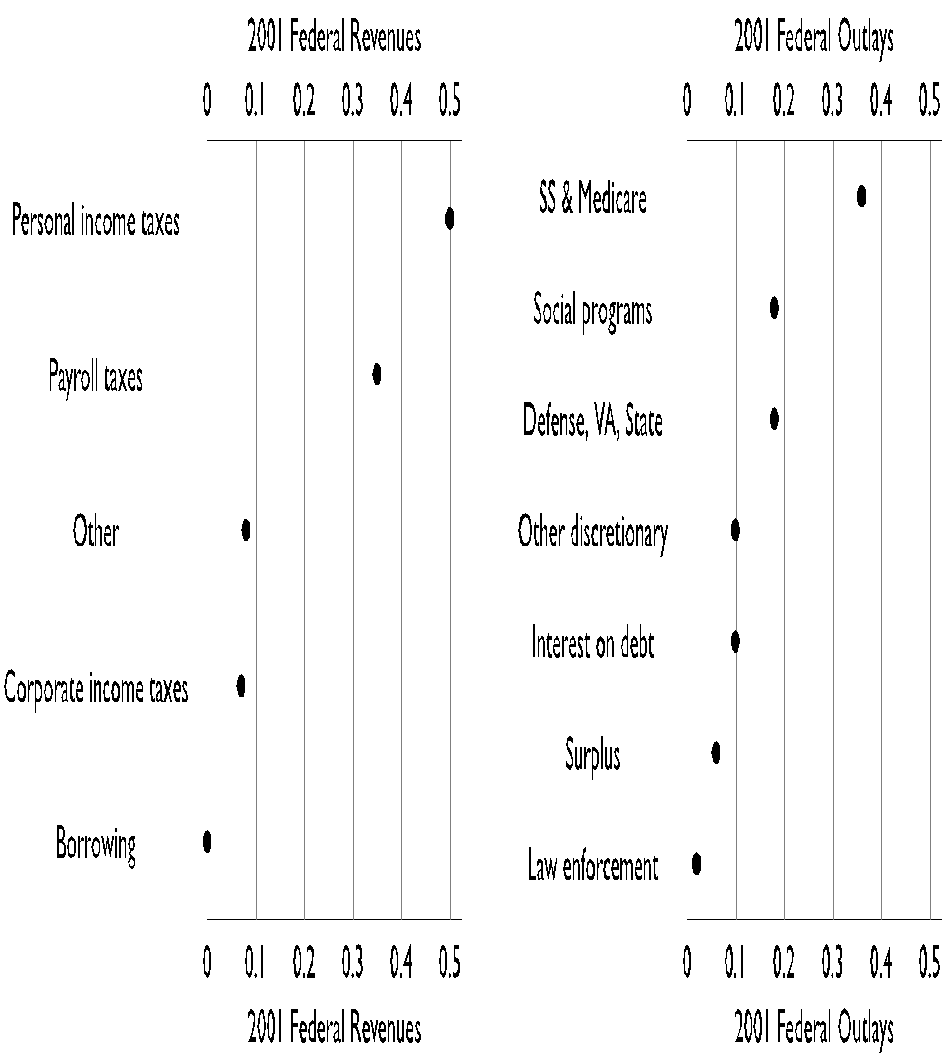 2001 Federal Revenues
0 0.1 0.2 0.3 0.4 0.5
Personal income taxes
Payroll taxes
Other
Corporate income taxes
Borrowing
0 0.1 0.2 0.3 0.4 0.5
2001 Federal Revenues
2001 Federal Outlays
0 0.1 0.2 0.3 0.4 0.5
SS & Medicare
Social programs
Defense, VA, State
Other discretionary
Interest on debt
Surplus
Law enforcement
0 0.1 0.2 0.3 0.4 0.5
2001 Federal Outlays